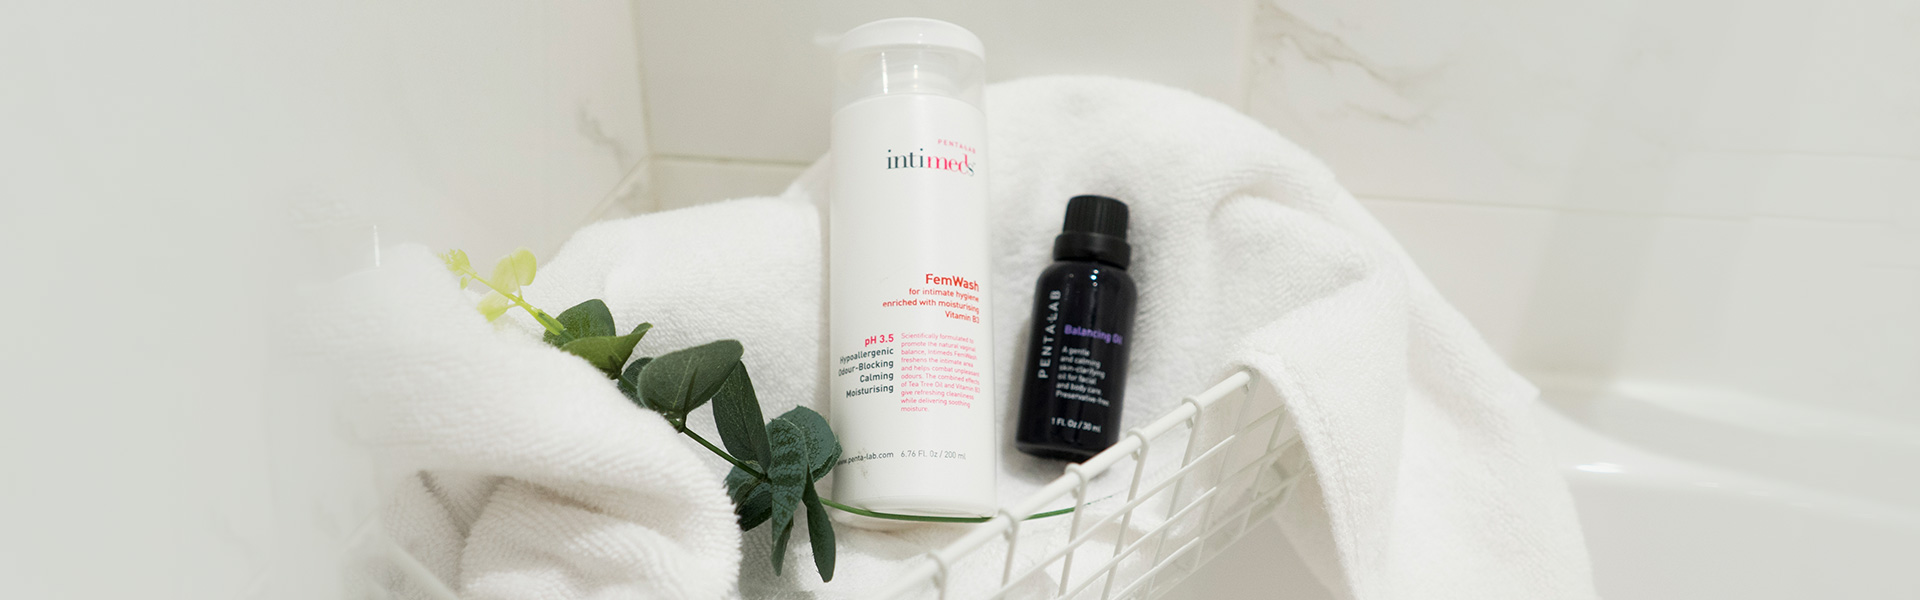 PENTALAB
intimeds
FemWash
for intimate hygiene
enriched with moisturising
Vitamin B3
pH 3.5
Hypoallergenic
Odour-Blocking
Calming
Moisturising
Scientifically formulated to
promote the natural vaginal
balance, Intimeds FemWash
freshens the intimate area
and helps combat unpleasant
odours. The combined effects
of Tea Tree Oil and Vitamin B3
give refreshing cleanliness
while delivering soothing
moisture.
www.penta-lab.com 6.76 Fl. Oz / 200 ml
PENTALAB
Balancing Oil
A gentle
and calming
skin-clarifying
oil for facial
and body care.
Preservative-free.
1 Fl. Oz / 30 ml